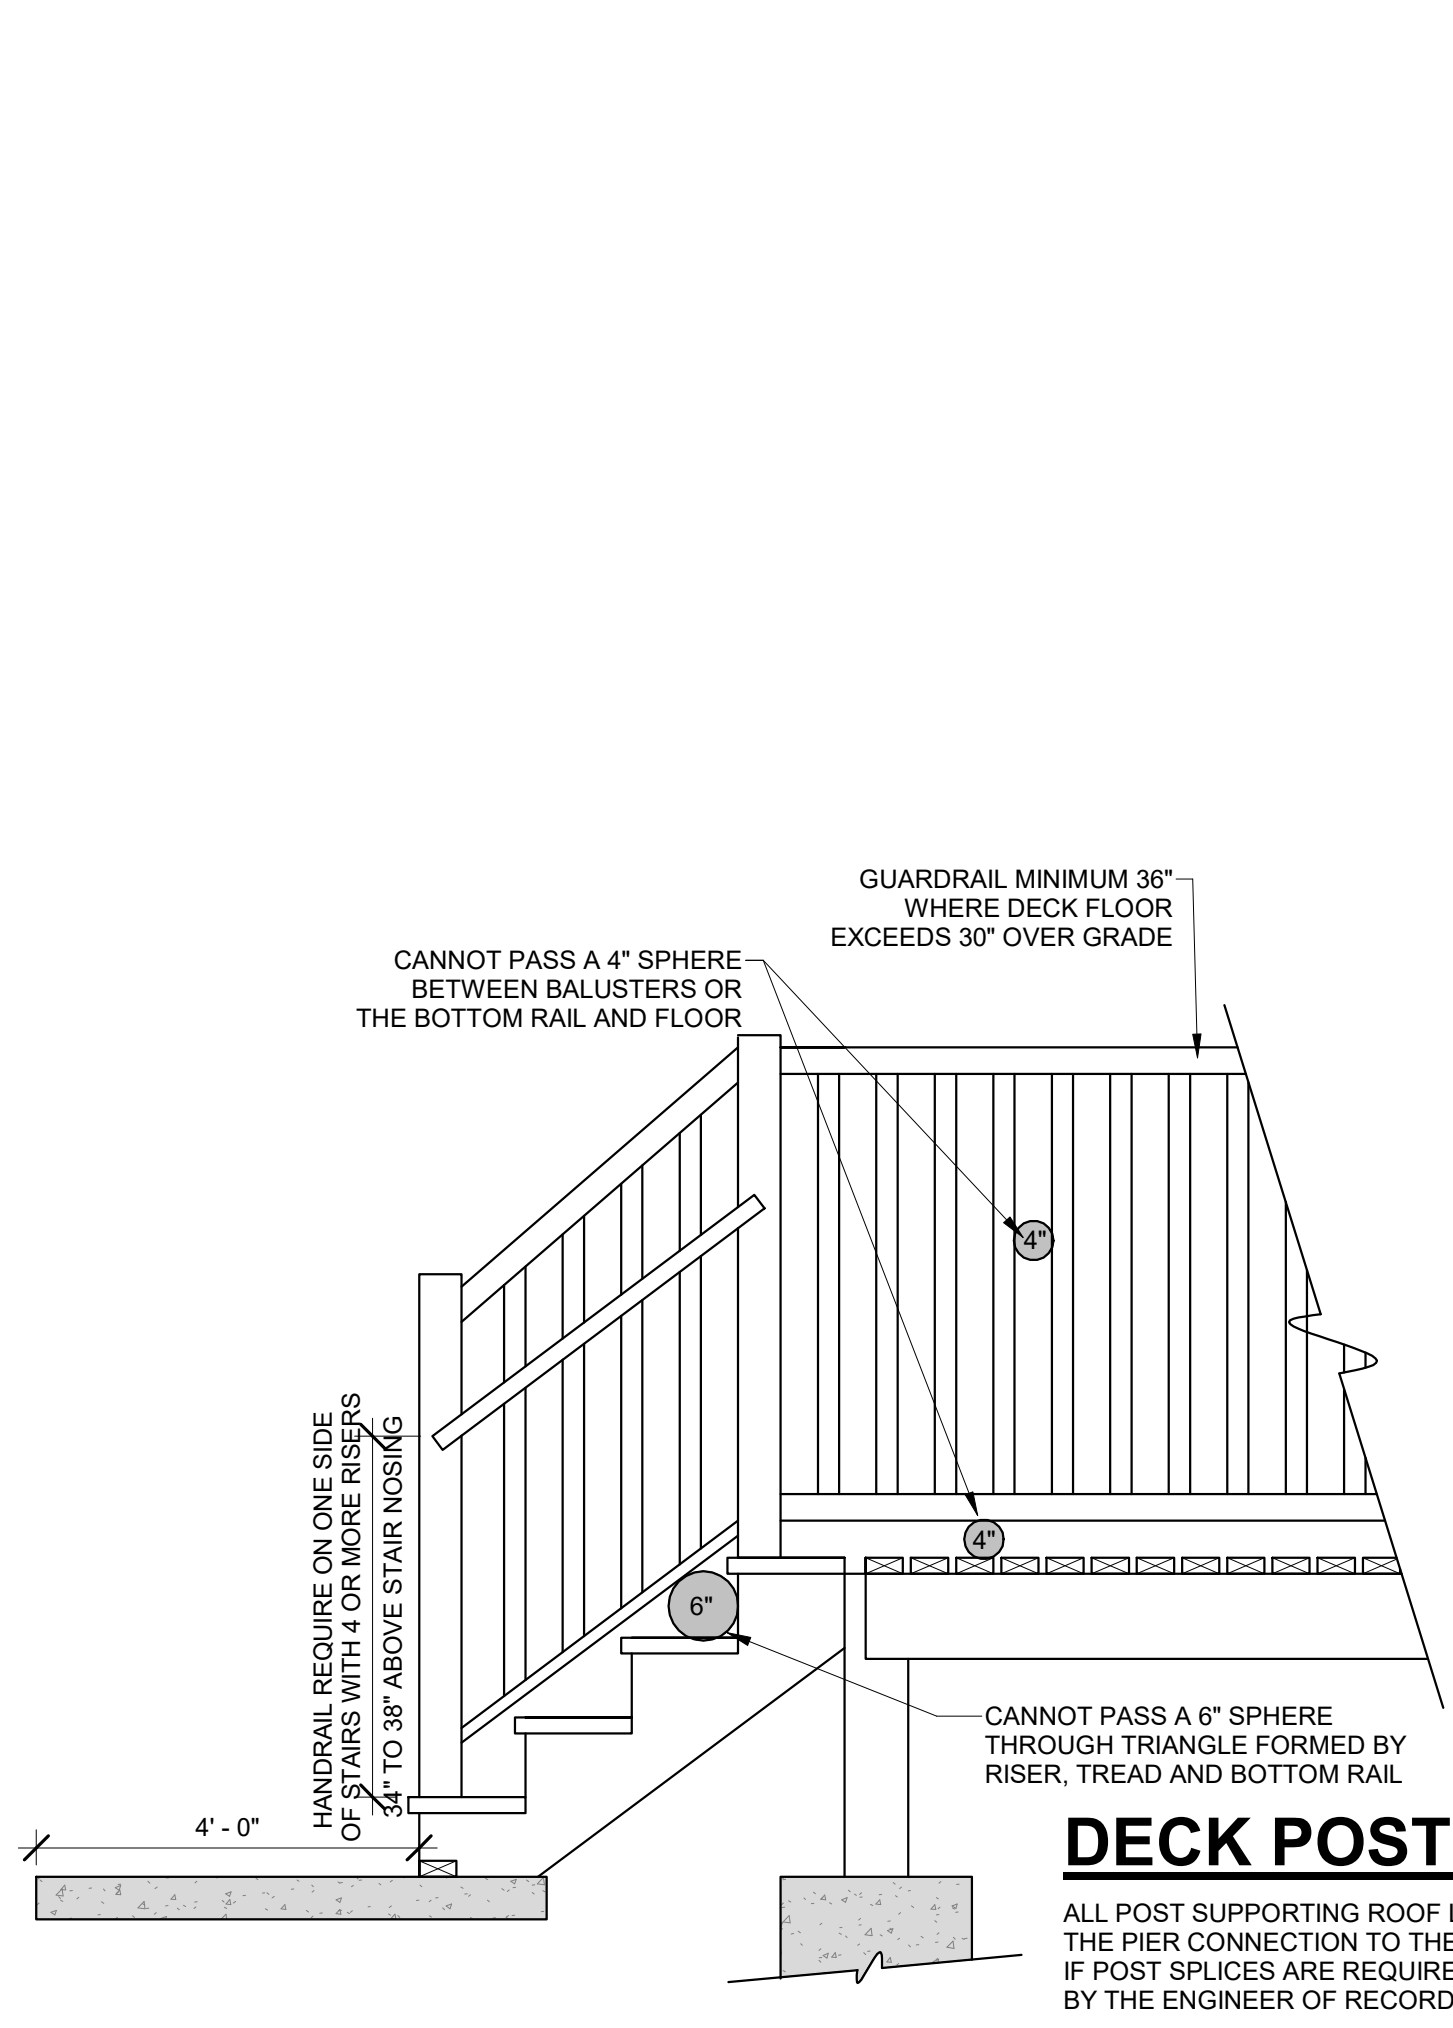 GUARDRAIL MINIMUM 36"
WHERE DECK FLOOR
EXCEEDS 30" OVER GRADE
CANNOT PASS A 4" SPHERE
BETWEEN BALUSTERS OR
THE BOTTOM RAIL AND FLOOR
4"
4"
6"
HANDRAIL REQUIRE ON ONE SIDE
OF STAIRS WITH 4 OR MORE RISERS
34" TO 38" ABOVE STAIR NOSING
4' - 0"
CANNOT PASS A 6" SPHERE
THROUGH TRIANGLE FORMED BY
RISER, TREAD AND BOTTOM RAIL
DECK POST
ALL POST SUPPORTING ROOF L
THE PIER CONNECTION TO THE
IF POST SPLICES ARE REQUIRE
BY THE ENGINEER OF RECORD